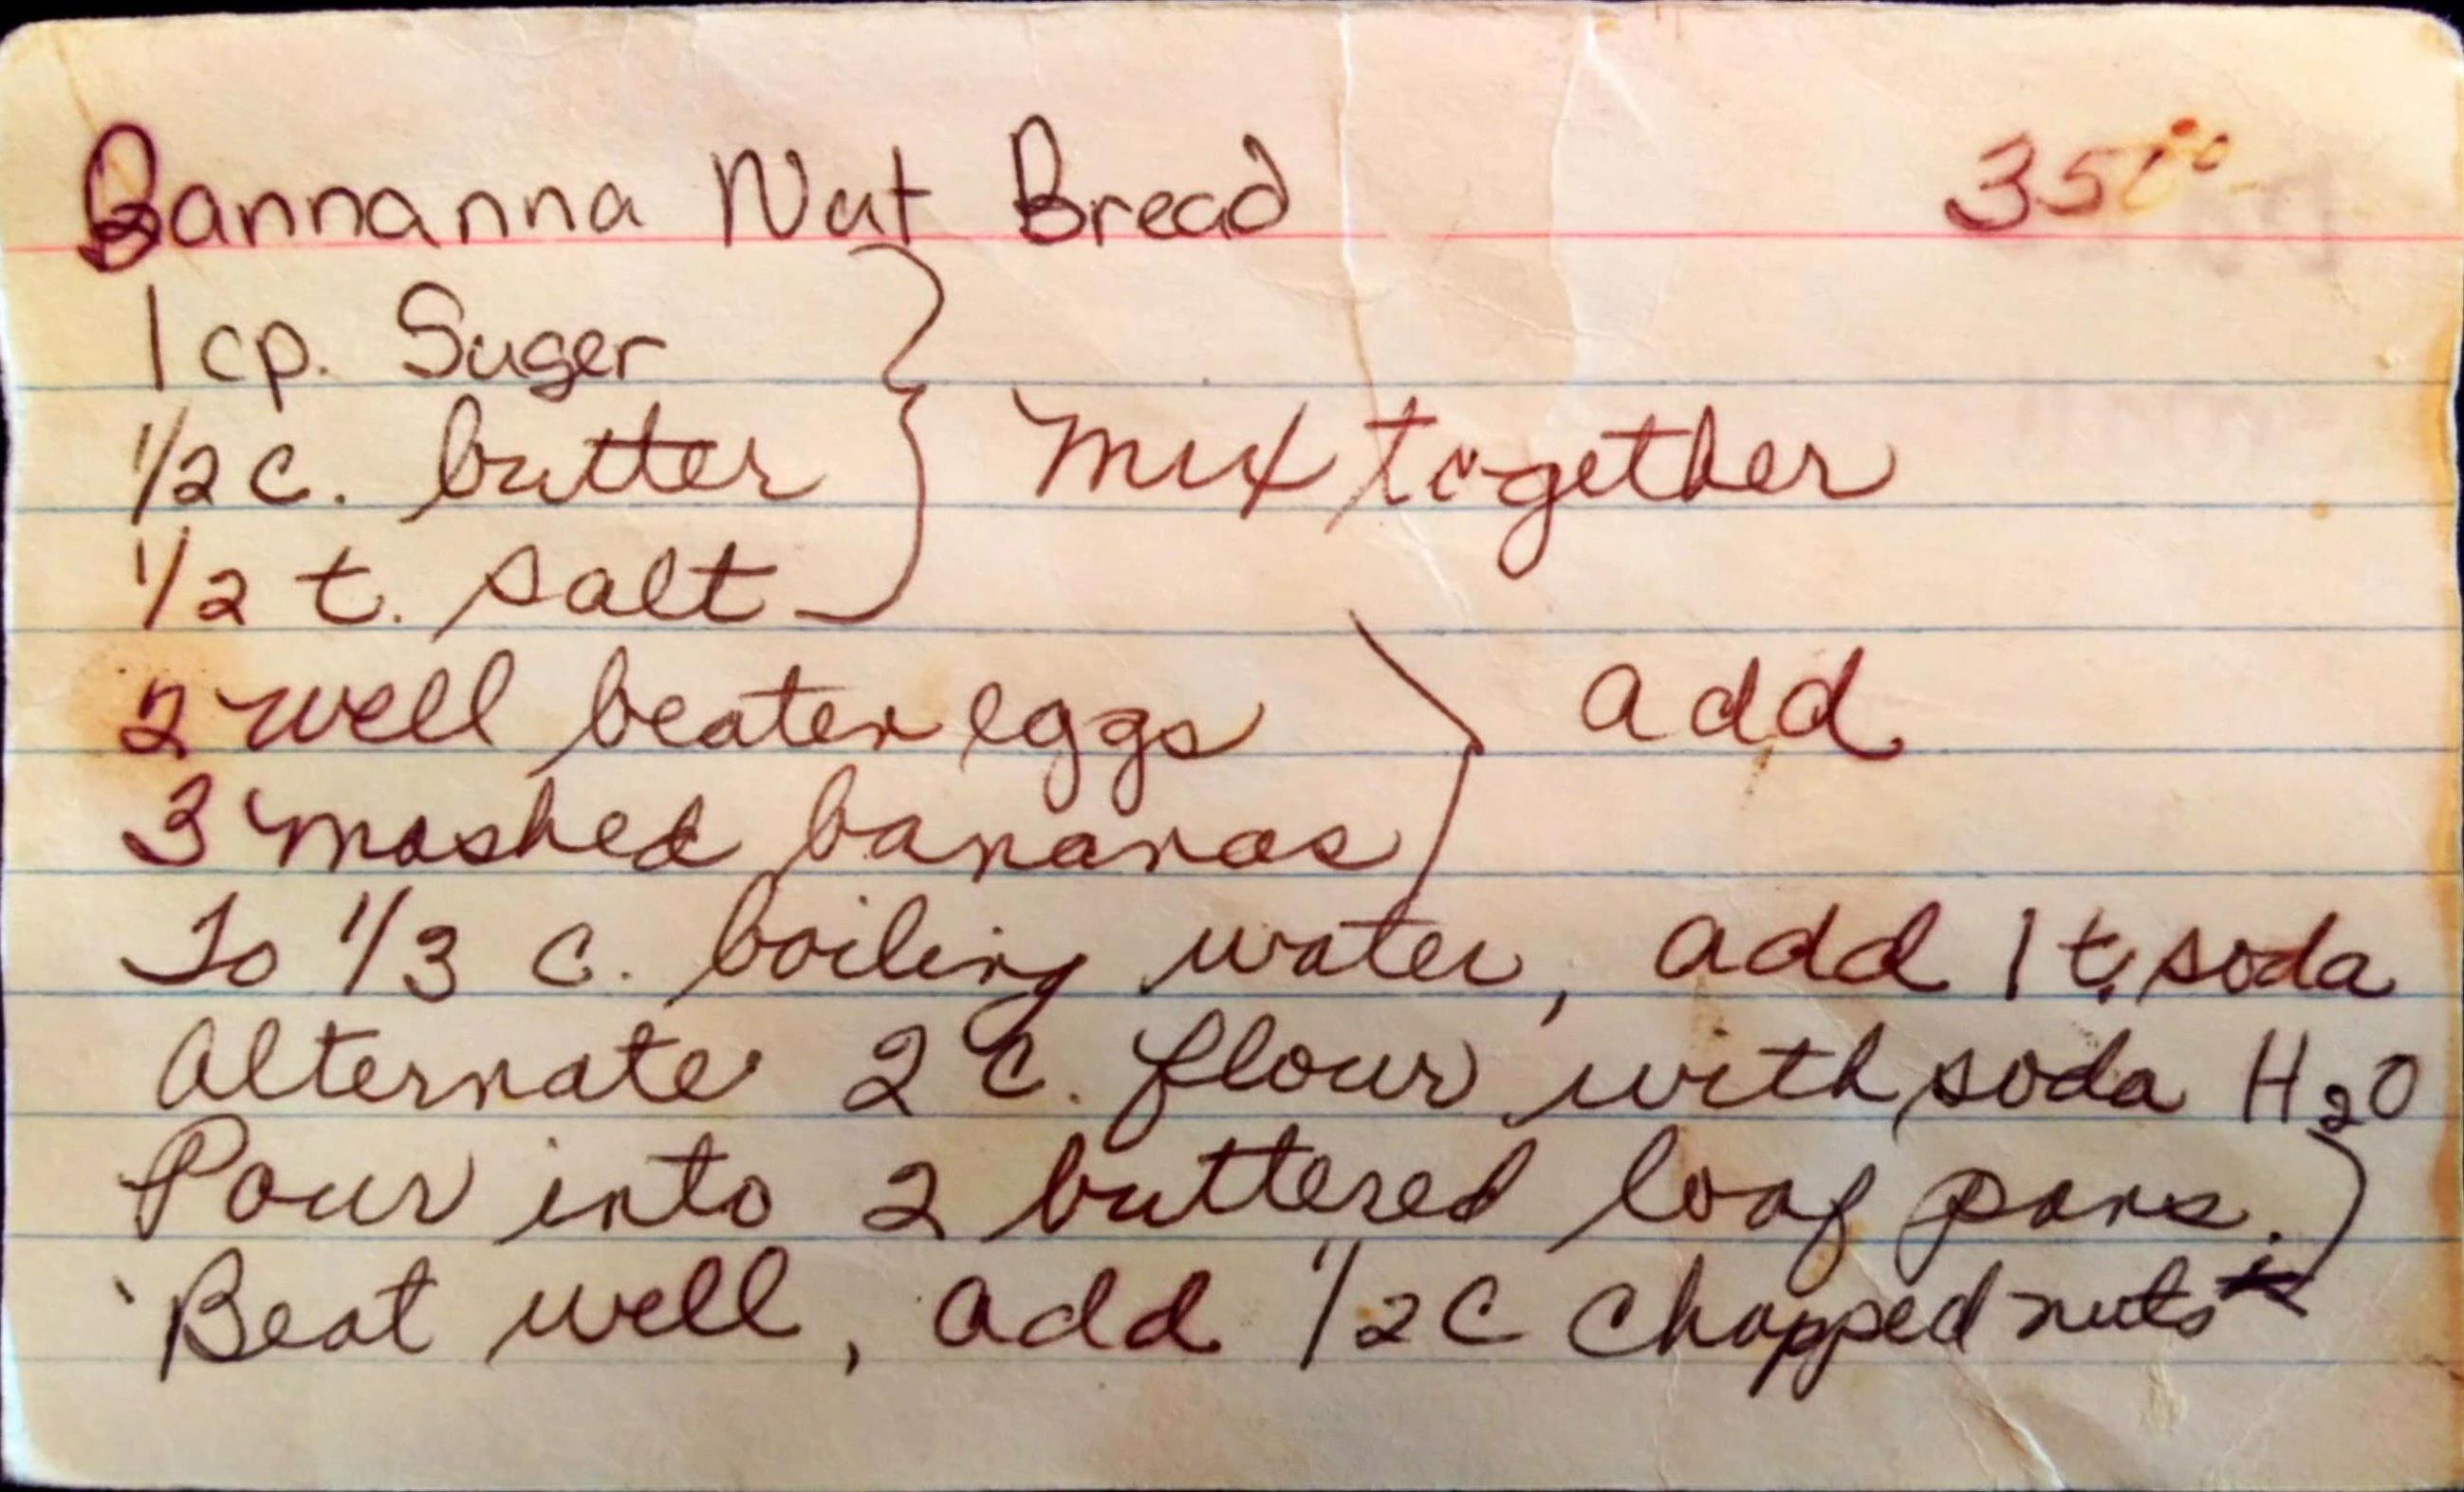 Bannanna Nut Bread 350°
1 cp. Suger
1/2 c. butter
1/2 t. salt
Mix together
2 well beaten eggs
3 mashed bananas
add
To 1/3 c. boiling water, add 1 t. soda
Alternate 2 c. flour with soda H2O
Pour into 2 buttered loaf pans.
Beat well, add 1/2 C chopped nuts